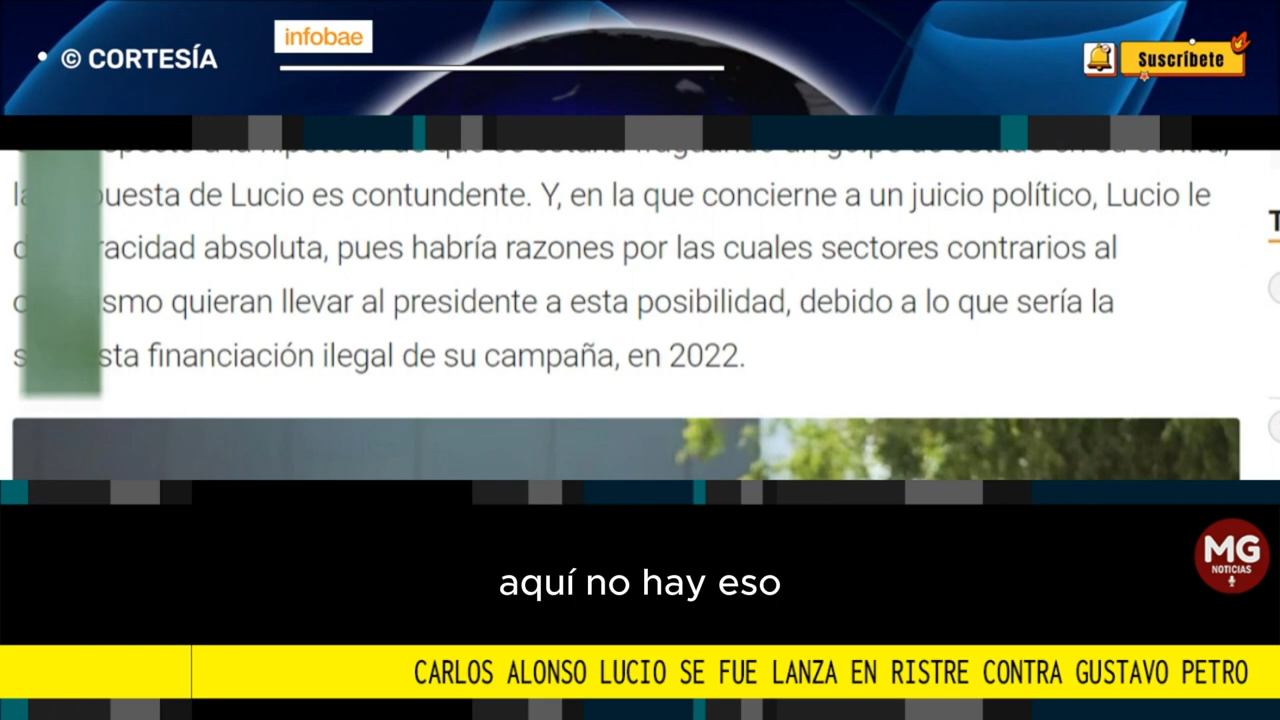 © CORTESÍA
infobae
Suscríbete
uesta de Lucio es contundente. Y, en la que concierne a un juicio político, Lucio le
acidad absoluta, pues habría razones por las cuales sectores contrarios al
smo quieran llevar al presidente a esta posibilidad, debido a lo que sería la
sta financiación ilegal de su campaña, en 2022.
MG
NOTICIAS
aquí no hay eso
CARLOS ALONSO LUCIO SE FUE LANZA EN RISTRE CONTRA GUSTAVO PETRO